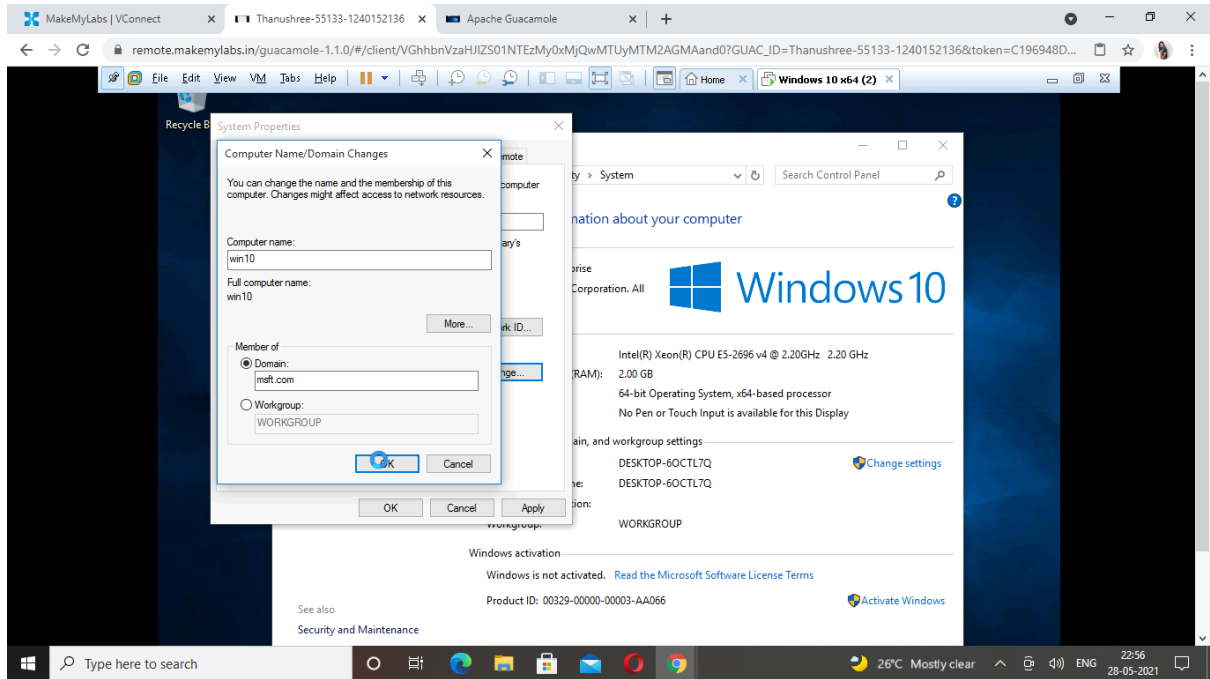 MakeMyLabs | VConnect
Thanushree-55133-1240152136
Apache Guacamole
remote.makemylabs.in/guacamole-1.1.0/#/client/VGhhbnVzaHJlZS01NTEzMy0xMjQwMTUyMTM2AGMAand0?GUAC_ID=Thanushree-55133-1240152136&token=C196948D...
File Edit View VM Tabs Help
Home
Windows 10 x64 (2)
Recycle B
System Properties
Computer Name/Domain Changes
mote
You can change the name and the membership of this
computer. Changes might affect access to network resources.
computer
ty > System
Search Control Panel
mation about your computer
Computer name:
ary's
win10
Full computer name:
win10
prise
Corporation. All
Windows 10
More...
rk ID...
Member of
Domain:
msft.com
nge...
Workgroup:
WORKGROUP
Intel(R) Xeon(R) CPU E5-2696 v4 @ 2.20GHz 2.20 GHz
(RAM): 2.00 GB
64-bit Operating System, x64-based processor
No Pen or Touch Input is available for this Display
ain, and workgroup settings
OK
Cancel
DESKTOP-6OCTL7Q
Change settings
ne: DESKTOP-6OCTL7Q
tion:
OK
Cancel
Apply
Workgroup: WORKGROUP
Windows activation
Windows is not activated. Read the Microsoft Software License Terms
Product ID: 00329-00000-00003-AA066
Activate Windows
See also
Security and Maintenance
Type here to search
26°C Mostly clear
ENG
22:56
28-05-2021